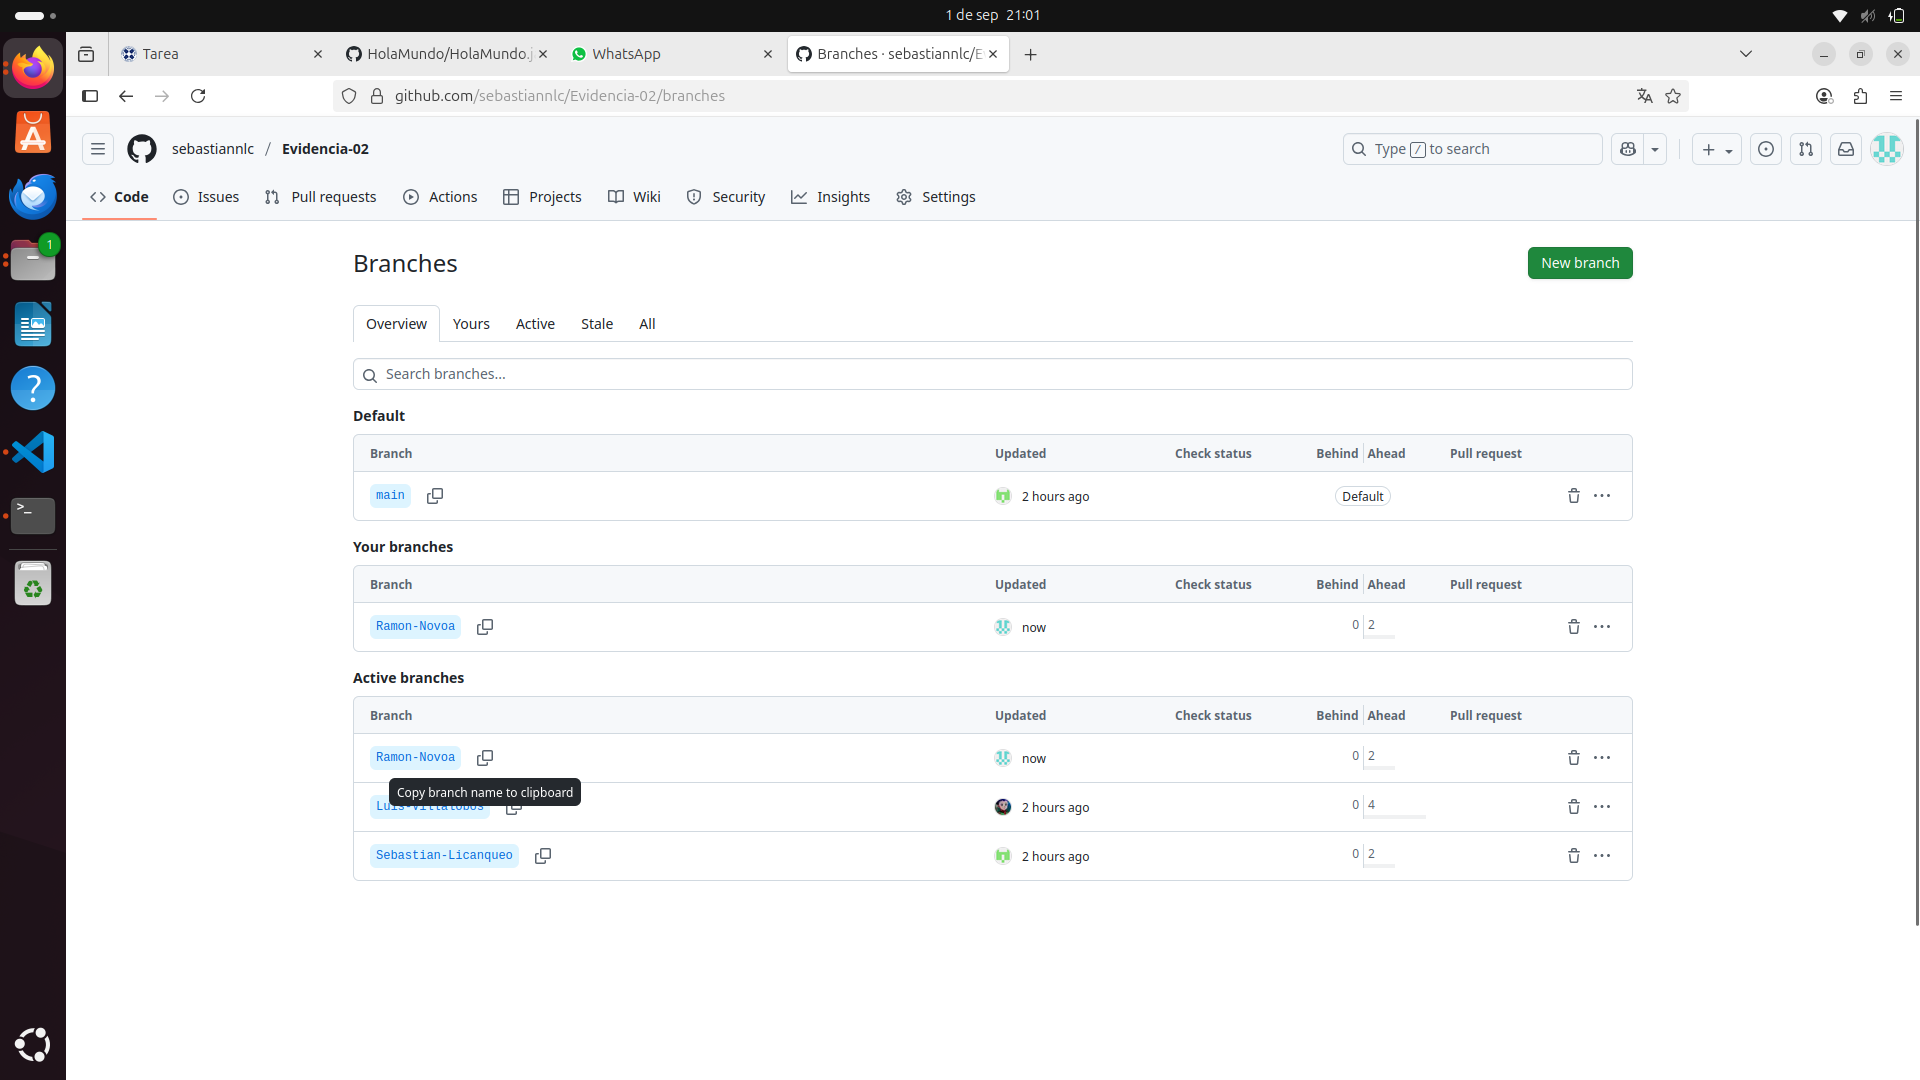 1 de sep 21:01
Tarea
HolaMundo/HolaMundo.j
WhatsApp
Branches · sebastiannlc/E
github.com/sebastiannlc/Evidencia-02/branches
sebastiannlc / Evidencia-02
Type / to search
Code
Issues
Pull requests
Actions
Projects
Wiki
Security
Insights
Settings
1
Branches
New branch
Overview
Yours
Active
Stale
All
Search branches...
Default
Branch Updated Check status Behind Ahead Pull request
main 2 hours ago Default
Your branches
Branch Updated Check status Behind Ahead Pull request
Ramon-Novoa now 0 2
Active branches
Branch Updated Check status Behind Ahead Pull request
Ramon-Novoa now 0 2
Copy branch name to clipboard
Luis-Villalobos 2 hours ago 0 4
Sebastian-Licanqueo 2 hours ago 0 2